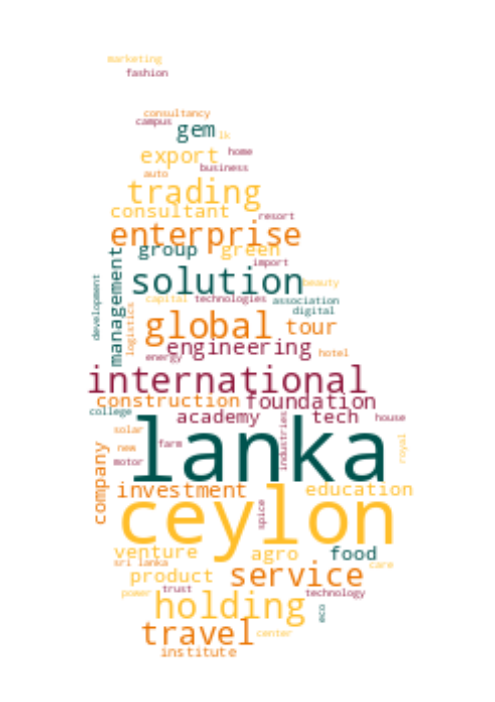 marketing
fashion
consultancy
campus
gem lk
export home
business
auto
trading
consultant resort
enterprise
group green
import
management
development
solution beauty
capital technologies association
digital
logistics
global tour
engineering hotel
energy
international
construction foundation
college academy tech house
lanka
solar
industries
new farm
royal
motor
company
investment education
ceylon
spice
venture agro food
sri lanka care
product service
power trust technology
holding
eco
travel center
institute